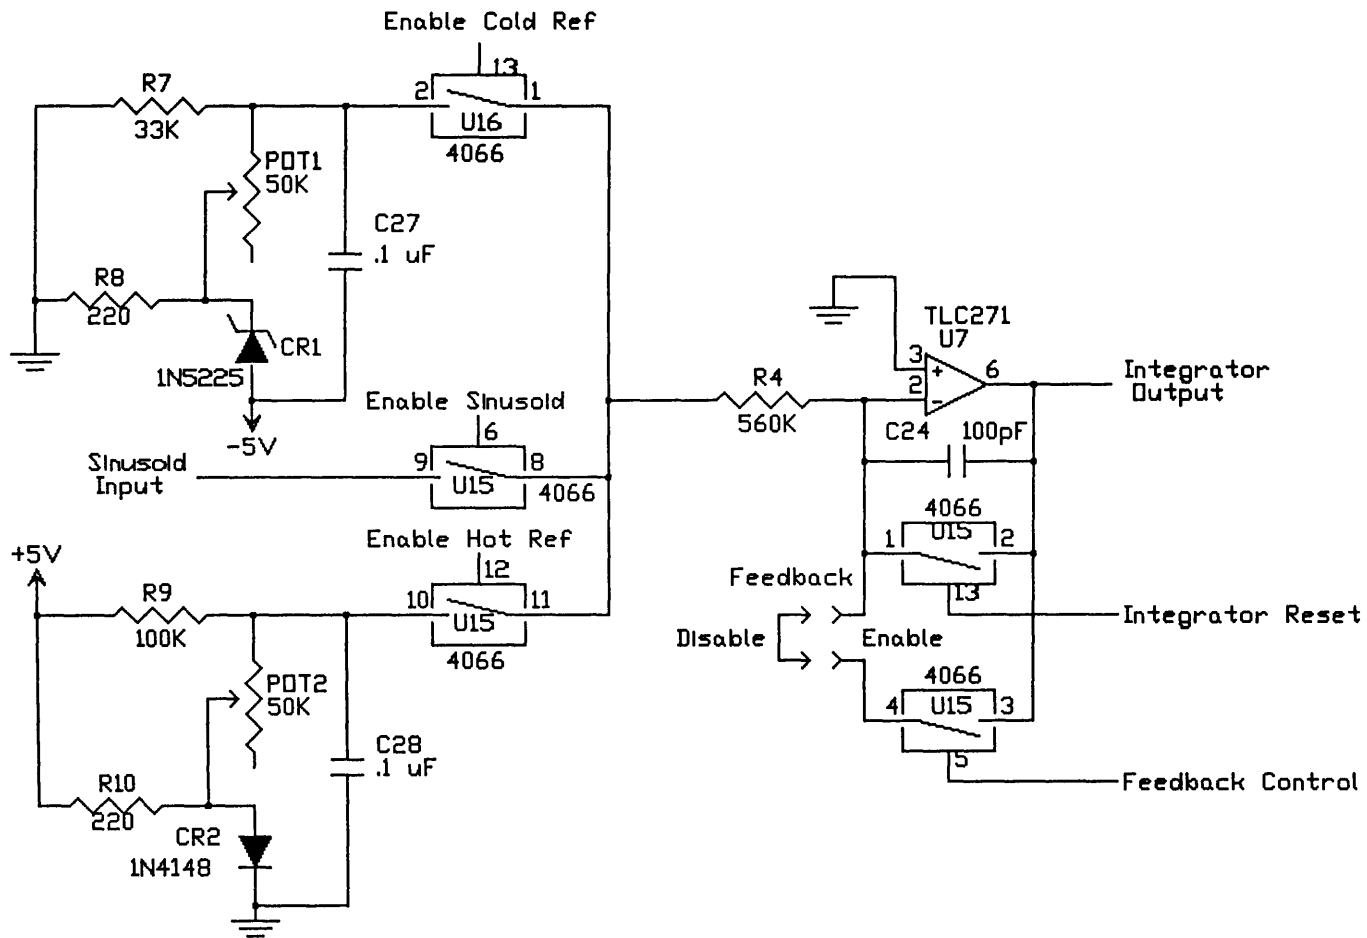 Enable Cold Ref
13
2
1
U16
4066
R7
33K
POT1
50K
C27
.1 uF
R8
220
CR1
1N5225
-5V
Enable Sinusoid
6
9
8
U15
4066
Sinusoid
Input
Enable Hot Ref
12
10
11
U15
4066
+5V
R9
100K
POT2
50K
C28
.1 uF
R10
220
CR2
1N4148
R4
560K
TLC271
U7
3
+
2
-
6
Integrator
Output
C24
100pF
4066
U15
1
2
13
Integrator Reset
Feedback
Disable
Enable
4066
U15
4
3
5
Feedback Control